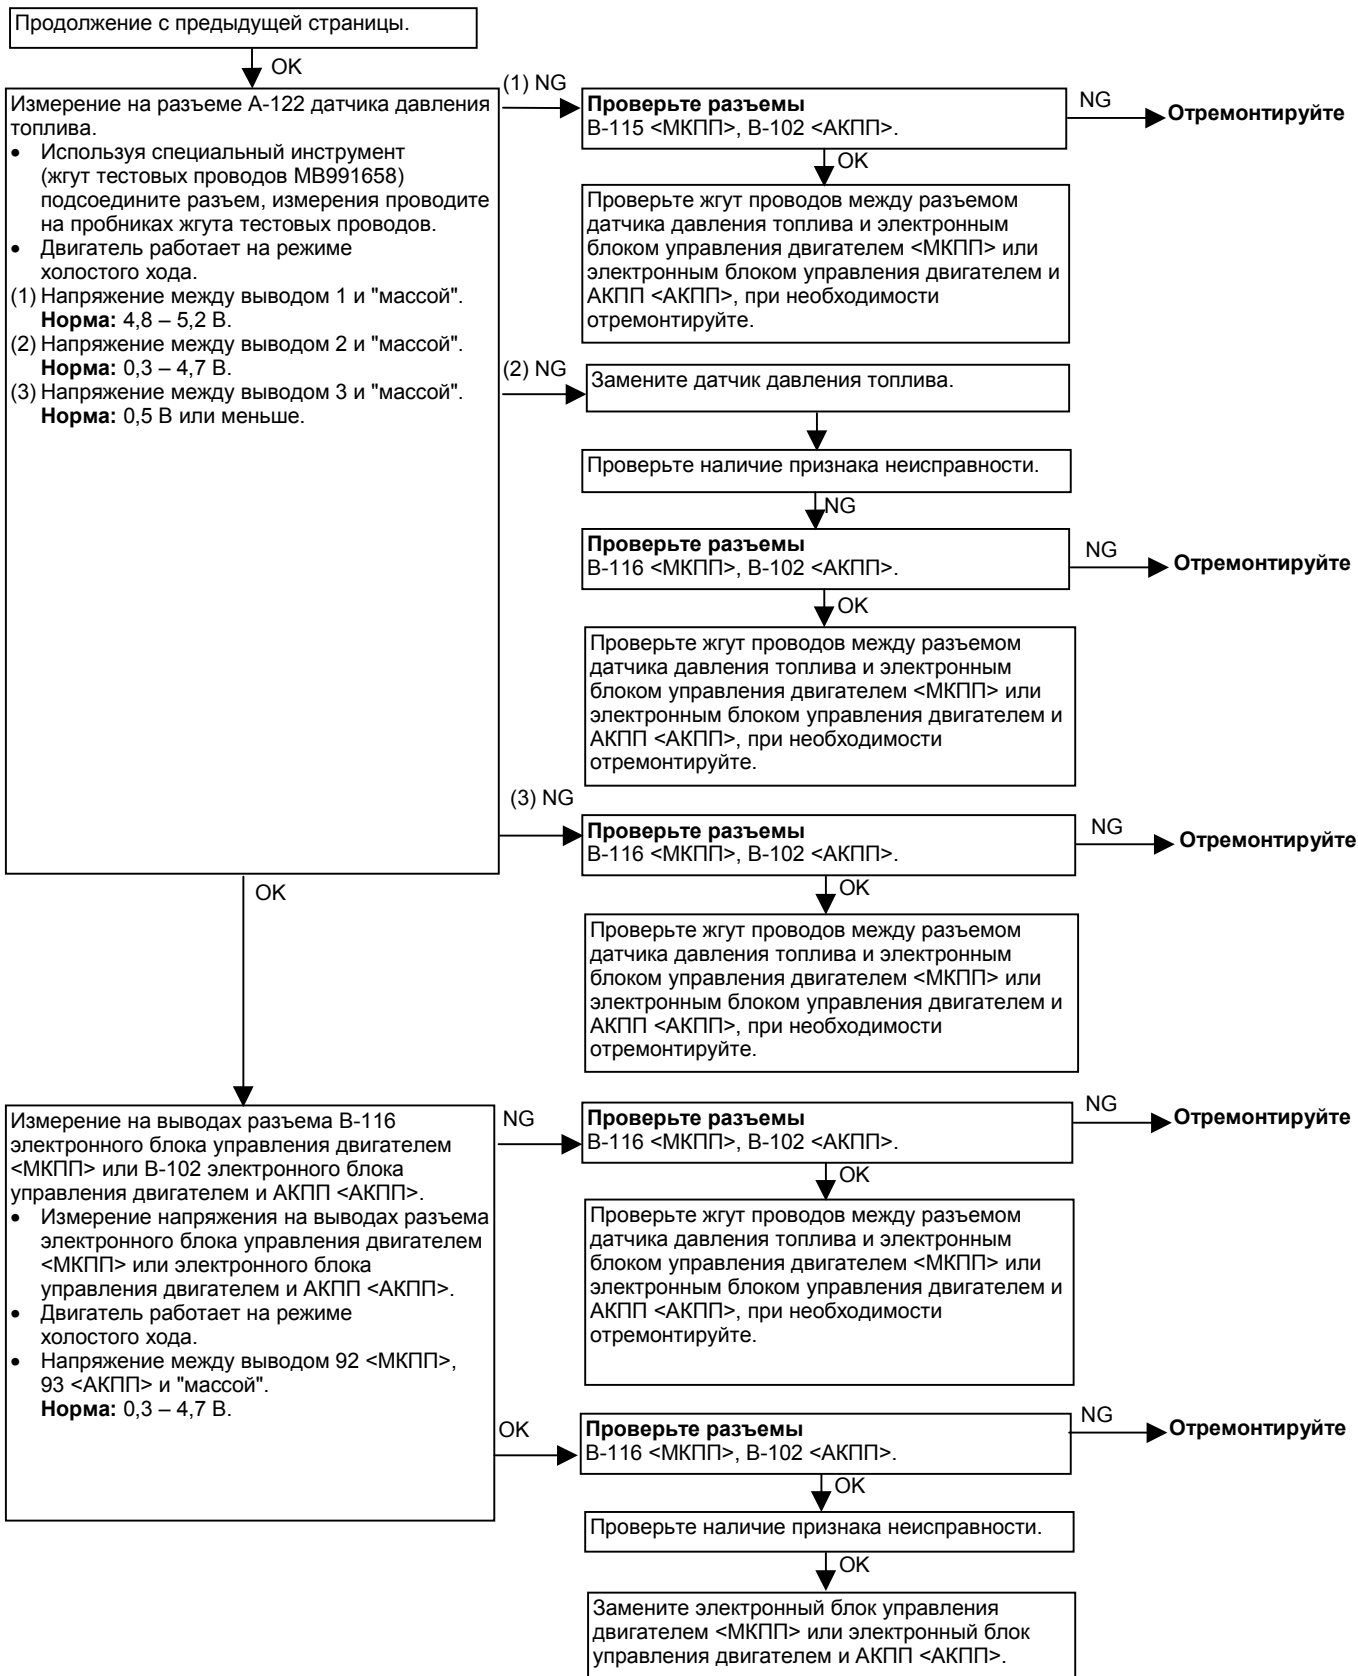 Продолжение с предыдущей страницы.
OK
Измерение на разъеме А-122 датчика давления
топлива.
• Используя специальный инструмент
(жгут тестовых проводов MB991658)
подсоедините разъем, измерения проводите
на пробниках жгута тестовых проводов.
• Двигатель работает на режиме
холостого хода.
(1) Напряжение между выводом 1 и "массой".
Норма: 4,8 – 5,2 В.
(2) Напряжение между выводом 2 и "массой".
Норма: 0,3 – 4,7 В.
(3) Напряжение между выводом 3 и "массой".
Норма: 0,5 В или меньше.
(1) NG
Проверьте разъемы
В-115 <МКПП>, В-102 <АКПП>.
NG
Отремонтируйте
OK
Проверьте жгут проводов между разъемом
датчика давления топлива и электронным
блоком управления двигателем <МКПП> или
электронным блоком управления двигателем и
АКПП <АКПП>, при необходимости
отремонтируйте.
(2) NG
Замените датчик давления топлива.
Проверьте наличие признака неисправности.
NG
Проверьте разъемы
В-116 <МКПП>, В-102 <АКПП>.
NG
Отремонтируйте
OK
Проверьте жгут проводов между разъемом
датчика давления топлива и электронным
блоком управления двигателем <МКПП> или
электронным блоком управления двигателем и
АКПП <АКПП>, при необходимости
отремонтируйте.
(3) NG
Проверьте разъемы
В-116 <МКПП>, В-102 <АКПП>.
NG
Отремонтируйте
OK
Проверьте жгут проводов между разъемом
датчика давления топлива и электронным
блоком управления двигателем <МКПП> или
электронным блоком управления двигателем и
АКПП <АКПП>, при необходимости
отремонтируйте.
OK
Измерение на выводах разъема В-116
электронного блока управления двигателем
<МКПП> или В-102 электронного блока
управления двигателем и АКПП <АКПП>.
• Измерение напряжения на выводах разъема
электронного блока управления двигателем
<МКПП> или электронного блока
управления двигателем и АКПП <АКПП>.
• Двигатель работает на режиме
холостого хода.
• Напряжение между выводом 92 <МКПП>,
93 <АКПП> и "массой".
Норма: 0,3 – 4,7 В.
NG
Проверьте разъемы
В-116 <МКПП>, В-102 <АКПП>.
NG
Отремонтируйте
OK
Проверьте жгут проводов между разъемом
датчика давления топлива и электронным
блоком управления двигателем <МКПП> или
электронным блоком управления двигателем и
АКПП <АКПП>, при необходимости
отремонтируйте.
OK
Проверьте разъемы
В-116 <МКПП>, В-102 <АКПП>.
NG
Отремонтируйте
OK
Проверьте наличие признака неисправности.
OK
Замените электронный блок управления
двигателем <МКПП> или электронный блок
управления двигателем и АКПП <АКПП>.